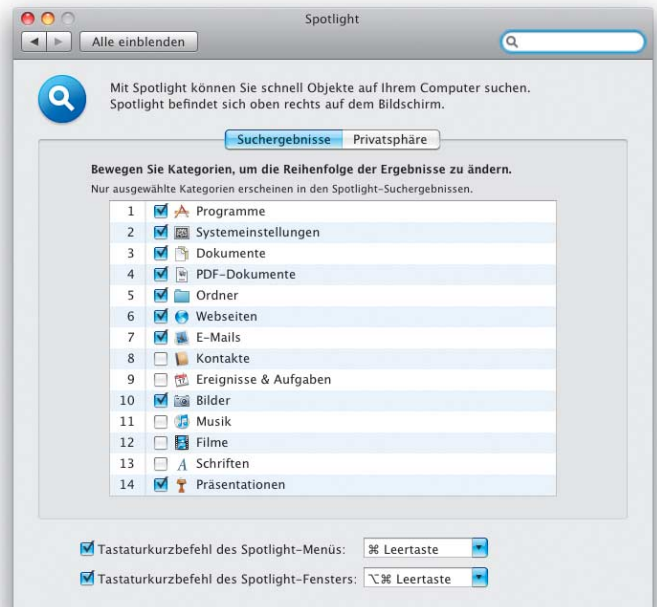 Spotlight
Alle einblenden
Mit Spotlight können Sie schnell Objekte auf Ihrem Computer suchen.
Spotlight befindet sich oben rechts auf dem Bildschirm.
Suchergebnisse Privatsphäre
Bewegen Sie Kategorien, um die Reihenfolge der Ergebnisse zu ändern.
Nur ausgewählte Kategorien erscheinen in den Spotlight-Suchergebnissen.
1 Programme
2 Systemeinstellungen
3 Dokumente
4 PDF-Dokumente
5 Ordner
6 Webseiten
7 E-Mails
8 Kontakte
9 Ereignisse & Aufgaben
10 Bilder
11 Musik
12 Filme
13 Schriften
14 Präsentationen
Tastaturkurzbefehl des Spotlight-Menüs: ⌘ Leertaste
Tastaturkurzbefehl des Spotlight-Fensters: ⌥⌘ Leertaste